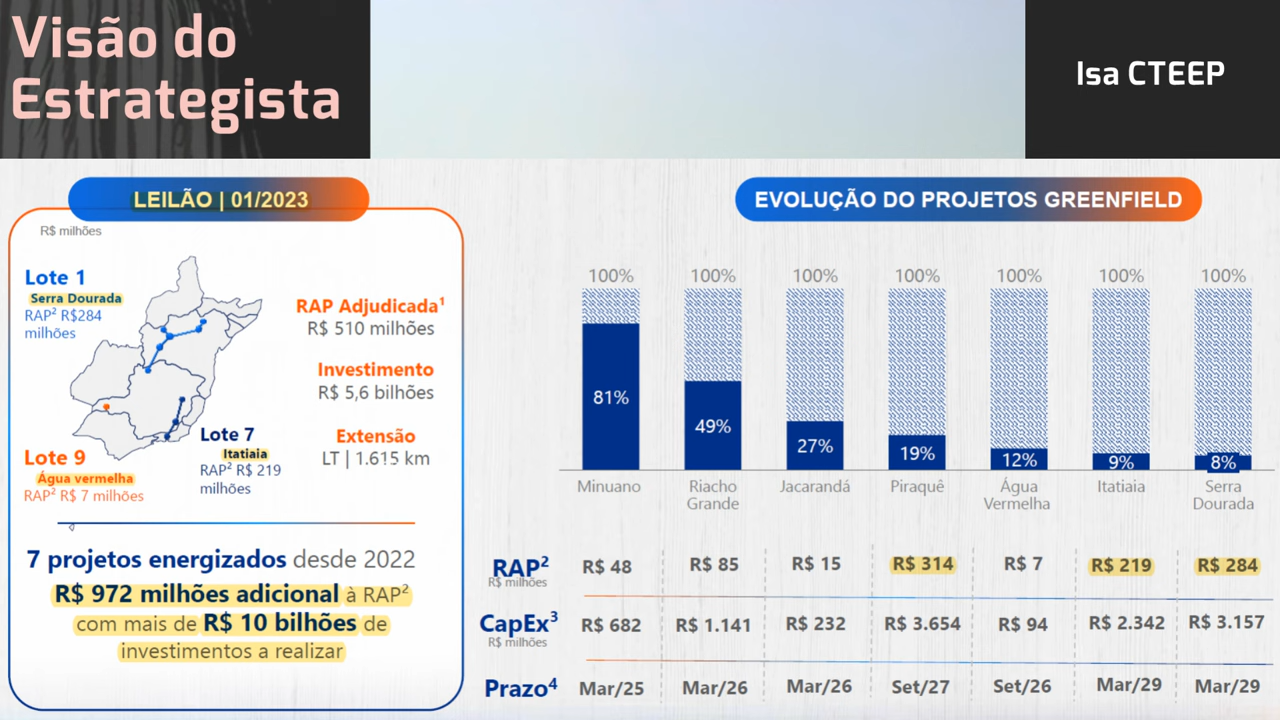 Visão do
Estrategista
Isa CTEEP
LEILÃO | 01/2023
R$ milhões
Lote 1
Serra Dourada
RAP² R$284
milhões
RAP Adjudicada¹
R$ 510 milhões
Investimento
R$ 5,6 bilhões
Extensão
LT | 1.615 km
Lote 7
Itatiaia
RAP² R$ 219
milhões
Lote 9
Água vermelha
RAP² R$ 7 milhões
7 projetos energizados desde 2022
R$ 972 milhões adicional à RAP²
com mais de R$ 10 bilhões de
investimentos a realizar
EVOLUÇÃO DO PROJETOS GREENFIELD
100% 100% 100% 100% 100% 100% 100%
81% 49% 27% 19% 12% 9% 8%
Minuano Riacho Grande Jacarandá Piraquê Água Vermelha Itatiaia Serra Dourada
RAP² R$ 48 R$ 85 R$ 15 R$ 314 R$ 7 R$ 219 R$ 284
R$ milhões
CapEx³ R$ 682 R$ 1.141 R$ 232 R$ 3.654 R$ 94 R$ 2.342 R$ 3.157
R$ milhões
Prazo⁴ Mar/25 Mar/26 Mar/26 Set/27 Set/26 Mar/29 Mar/29